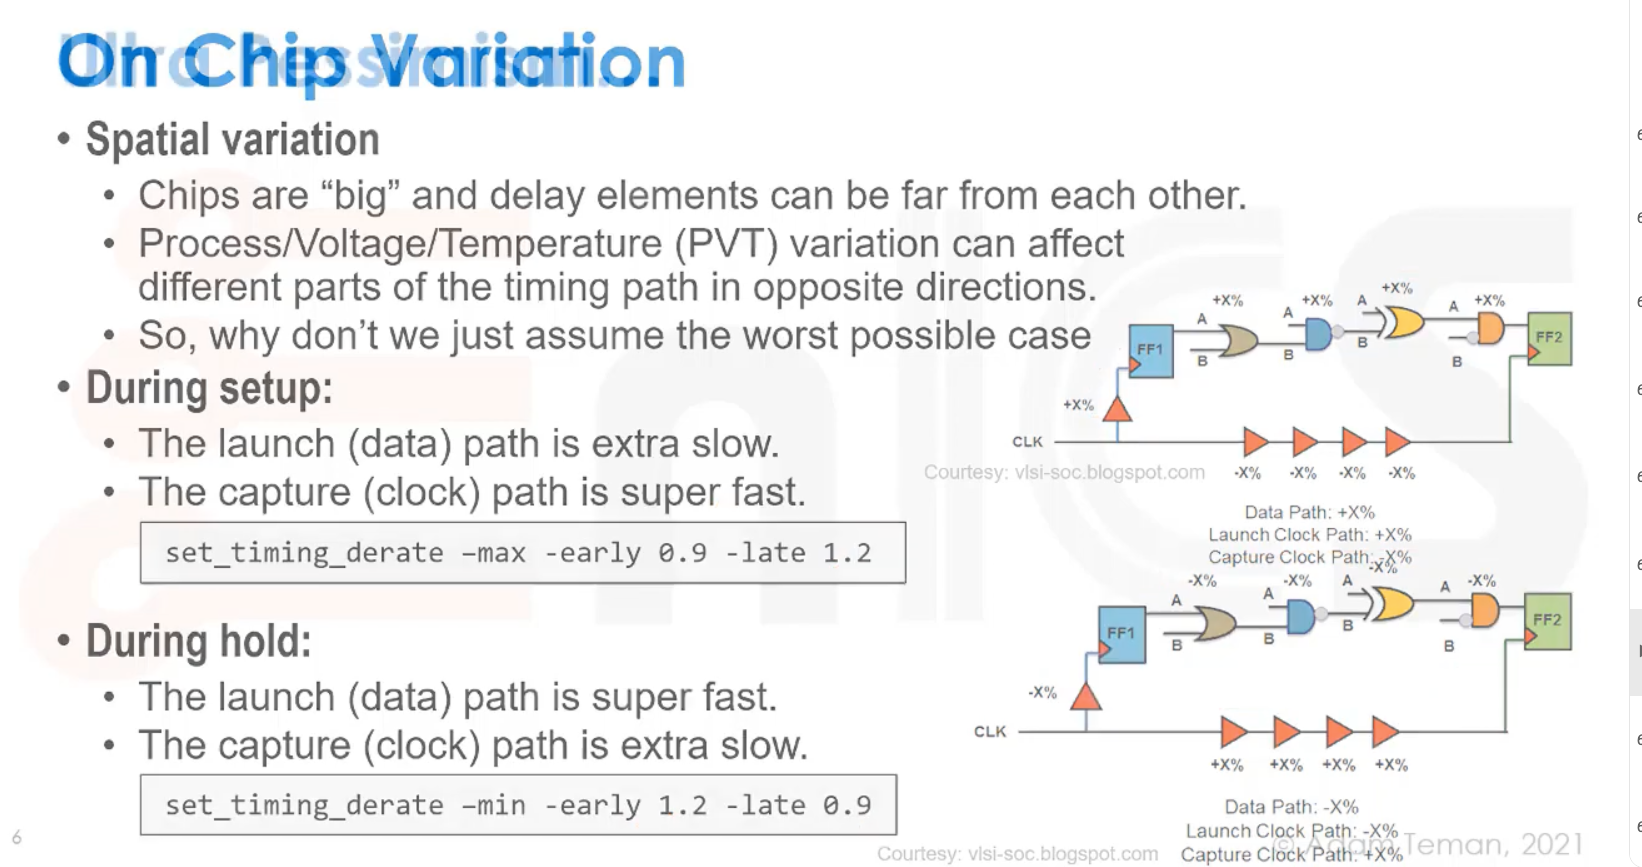 On Chip Variation
• Spatial variation
• Chips are “big” and delay elements can be far from each other.
• Process/Voltage/Temperature (PVT) variation can affect
different parts of the timing path in opposite directions.
• So, why don’t we just assume the worst possible case
• During setup:
• The launch (data) path is extra slow.
• The capture (clock) path is super fast.
set_timing_derate –max -early 0.9 -late 1.2
• During hold:
• The launch (data) path is super fast.
• The capture (clock) path is extra slow.
set_timing_derate –min -early 1.2 -late 0.9
+X% +X% +X% +X%
A A A A
FF1 FF2
B B B B
+X%
CLK
-X% -X% -X% -X%
Courtesy: vlsi-soc.blogspot.com
Data Path: +X%
Launch Clock Path: +X%
Capture Clock Path: -X%
-X% -X% -X% -X%
A A A A
FF1 FF2
B B B B
-X%
CLK
+X% +X% +X% +X%
Data Path: -X%
Launch Clock Path: -X%
Capture Clock Path: +X%
Courtesy: vlsi-soc.blogspot.com
6
© Adam Teman, 2021